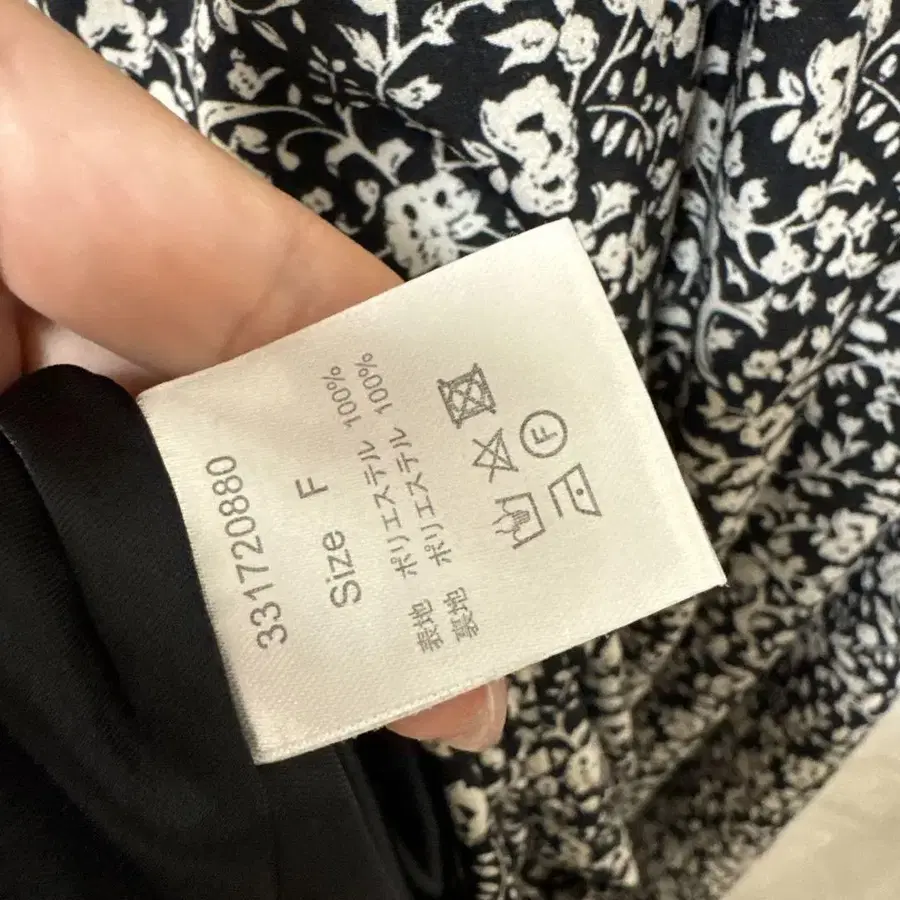 331720880
Size F
表地 ポリエステル 100%
裏地 ポリエステル 100%
F